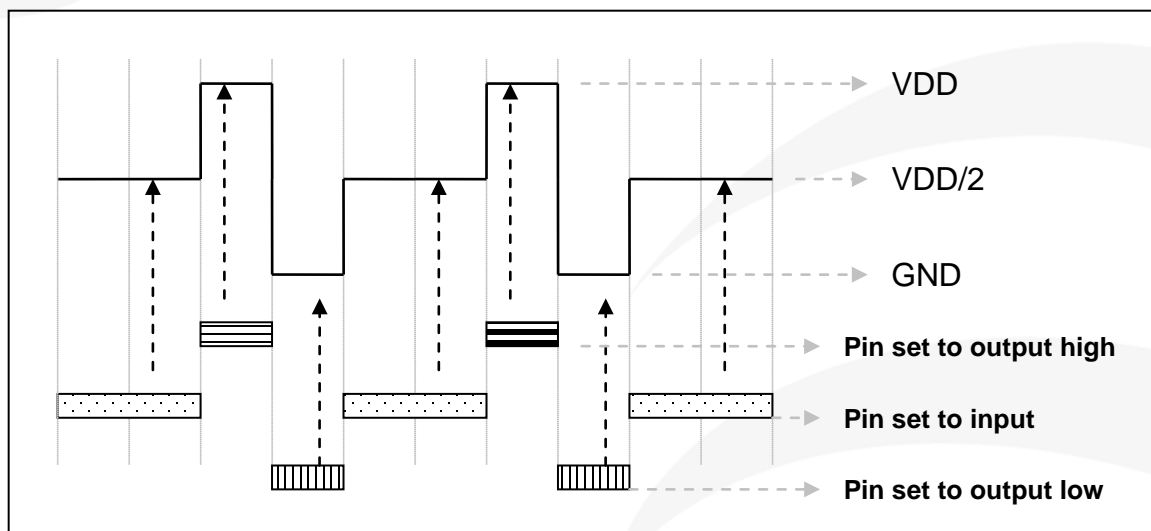 VDD
VDD/2
GND
Pin set to output high
Pin set to input
Pin set to output low